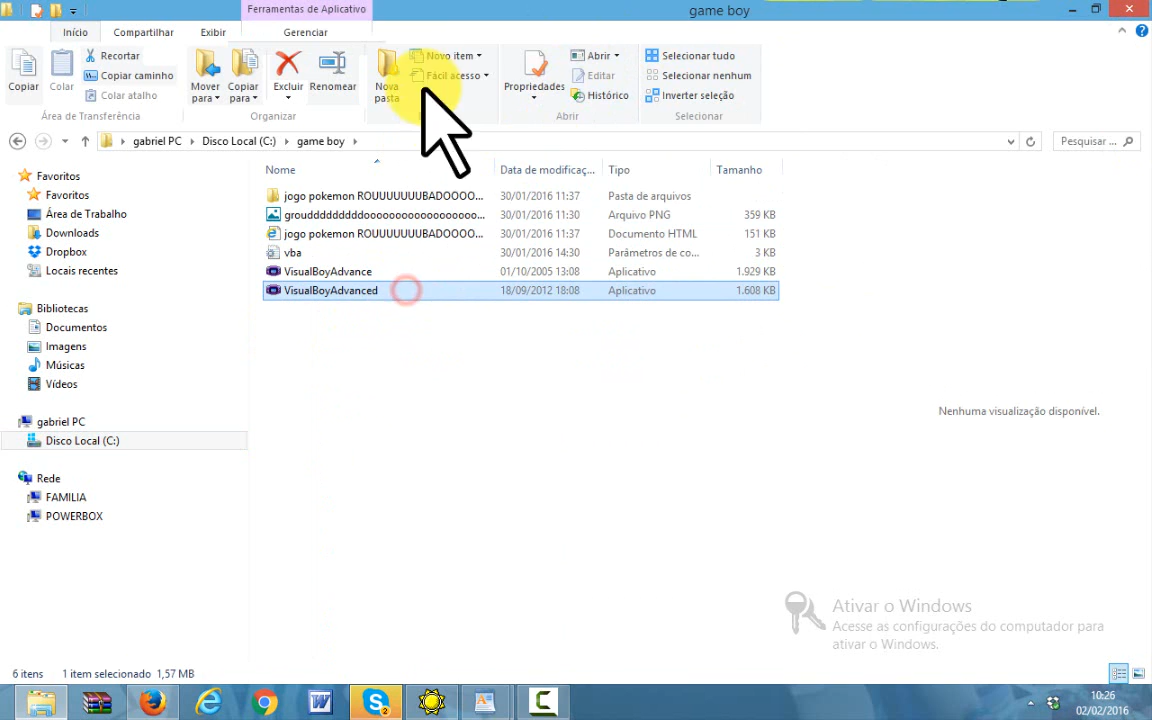 Ferramentas de Aplicativo
game boy
Início
Compartilhar
Exibir
Gerenciar
Copiar
Colar
Recortar
Copiar caminho
Colar atalho
Área de Transferência
Mover para
Copiar para
Excluir
Renomear
Organizar
Nova pasta
Novo item
Fácil acesso
Propriedades
Abrir
Editar
Histórico
Abrir
Selecionar tudo
Selecionar nenhum
Inverter seleção
Selecionar
gabriel PC
Disco Local (C:)
game boy
Pesquisar ...
Nome
Data de modificaç...
Tipo
Tamanho
jogo pokemon ROUUUUUUUBADOOOO...
30/01/2016 11:37
Pasta de arquivos
30/01/2016 11:30
Arquivo PNG
359 KB
jogo pokemon ROUUUUUUUBADOOOO...
30/01/2016 11:37
Documento HTML
151 KB
vba
30/01/2016 14:30
Parâmetros de co...
3 KB
VisualBoyAdvance
01/10/2005 13:08
Aplicativo
1.929 KB
VisualBoyAdvanced
18/09/2012 18:08
Aplicativo
1.608 KB
Favoritos
Favoritos
Área de Trabalho
Downloads
Dropbox
Locais recentes
Bibliotecas
Documentos
Imagens
Músicas
Vídeos
gabriel PC
Disco Local (C:)
Rede
FAMILIA
POWERBOX
Nenhuma visualização disponível.
Ativar o Windows
Acesse as configurações do computador para
ativar o Windows.
6 itens
1 item selecionado 1,57 MB
10:26
02/02/2016